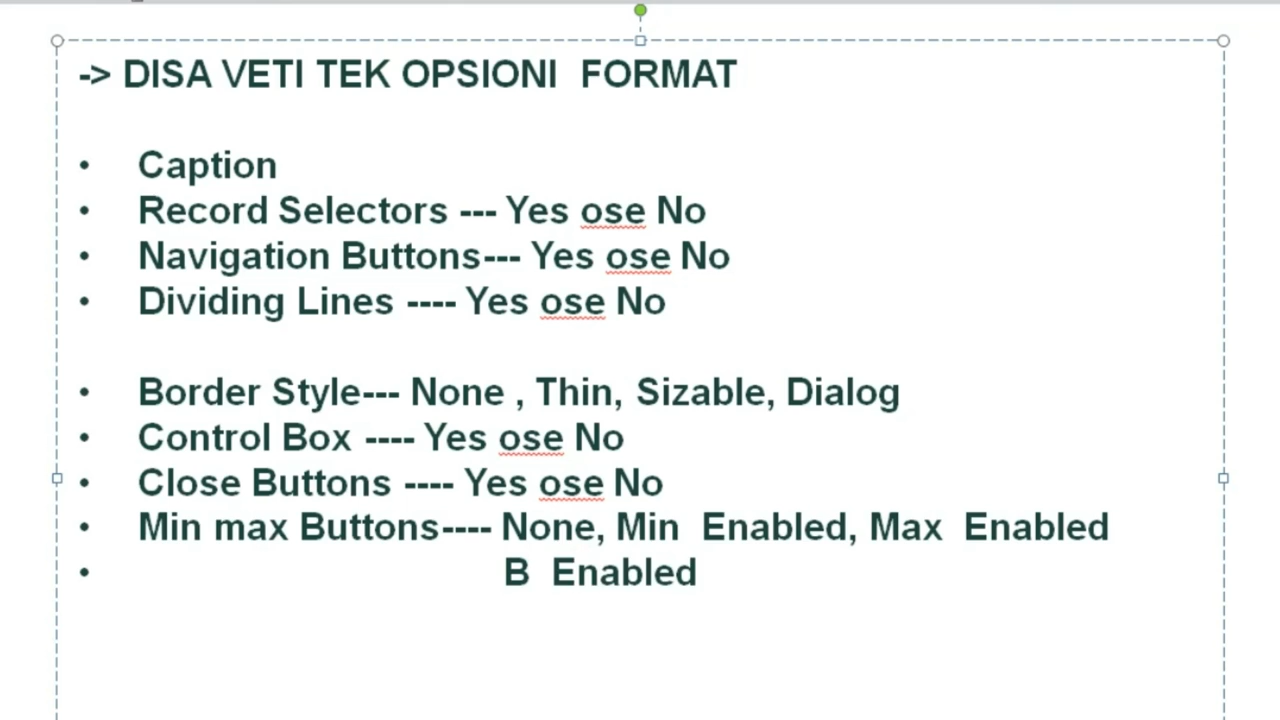 -> DISA VETI TEK OPSIONI FORMAT
• Caption
• Record Selectors --- Yes ose No
• Navigation Buttons--- Yes ose No
• Dividing Lines ---- Yes ose No
• Border Style--- None , Thin, Sizable, Dialog
• Control Box ---- Yes ose No
• Close Buttons ---- Yes ose No
• Min max Buttons---- None, Min Enabled, Max Enabled
• B Enabled